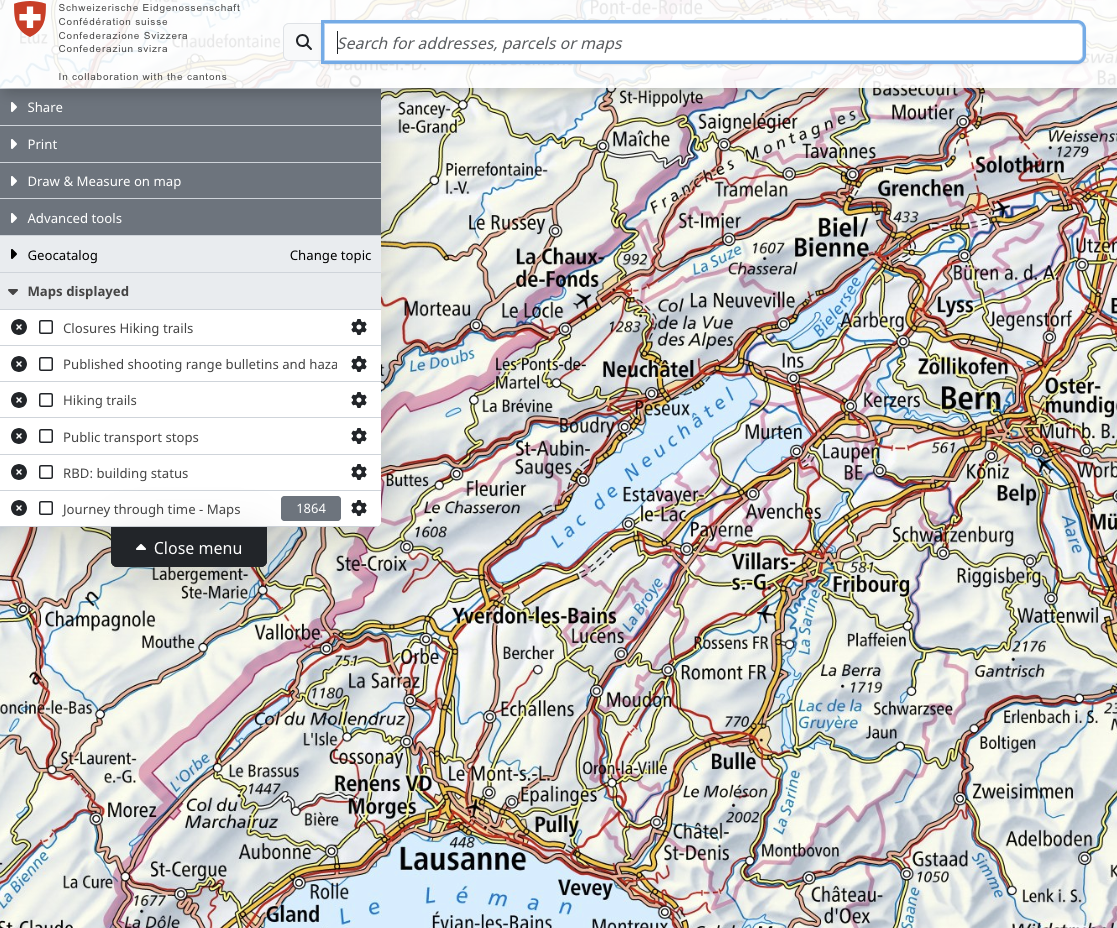 Schweizerische Eidgenossenschaft
Confédération suisse
Confederazione Svizzera
Confederaziun svizra
In collaboration with the cantons
Search for addresses, parcels or maps
Pont-de-Roide
Chaudefontaine
Share
Print
Draw & Measure on map
Advanced tools
Geocatalog
Change topic
Maps displayed
Closures Hiking trails
Published shooting range bulletins and haza
Hiking trails
Public transport stops
RBD: building status
Journey through time - Maps
1864
Close menu
Sancey-
le-Grand
St-Hippolyte
Bassecourt
Moutier
Maîche
Saignelégier
Franches Montagnes
Tavannes
Weissenst
1279
Solothurn
Pierrefontaine-
l.-V.
Tramelan
Grenchen
Le Russey
St-Imier
433
Biel/
Bienne
La Chaux-
de-Fonds
992
La Suze
1607
Chasseral
Utzen
Büren a. d. A.
Morteau
Le Locle
1283
Col
de la Vue
des Alpes
La Neuveville
Bielersee
Aarberg
Lyss
Jegenstorf
Le Doubs
Les Ponts-de-
Martel
Neuchâtel
Ins
Zollikofen
Oster-
mundig
La Brévine
Peseux
Kerzers
Bern
Boudry
Lac de Neuchâtel
Murten
Muri b. B.
St-Aubin-
Sauges
Laupen
BE
561
Köniz
Worb
Buttes
Fleurier
Estavayer-
le-Lac
Belp
Le Chasseron
1608
Avenches
Payerne
Mü
Aare
Schwarzenburg
Ste-Croix
Villars-
s.-G.
581
Fribourg
Riggisberg
Labergement-
Ste-Marie
La Broye
La Sarine
Champagnole
Yverdon-les-Bains
Wattenwil
Mouthe
Vallorbe
Lucens
Rossens FR
Plaffeien
2176
Gantrisch
751
Orbe
Bercher
Romont FR
La Berra
1719
1180
La Sarraz
Moudon
Lac de la
Gruyère
Schwarzsee
oncine-le-Bas
Col du Mollendruz
Echallens
770
Erlenbach i. S.
L'Isle
Jaun
Boltigen
St-Laurent-
e.-G.
L'Orbe
Cossonay
Bulle
Le Brassus
1447
Le Mont-s.-L.
Oron-la-Ville
Renens VD
Morges
Epalinges
Le Moléson
2002
La Sarine
Zweisimmen
Morez
Col du
Marchairuz
Bière
Pully
Châtel-
St-Denis
Adelboden
Aubonne
448
Lausanne
Montbovon
Gstaad
1050
La Bienne
La Cure
St-Cergue
Rolle
Vevey
Château-
d'Oex
Simme
Lenk i. S.
1677
La Dôle
Gland
Le Léman
Évian-les-Bains
Montreux
Saane
St-Claude